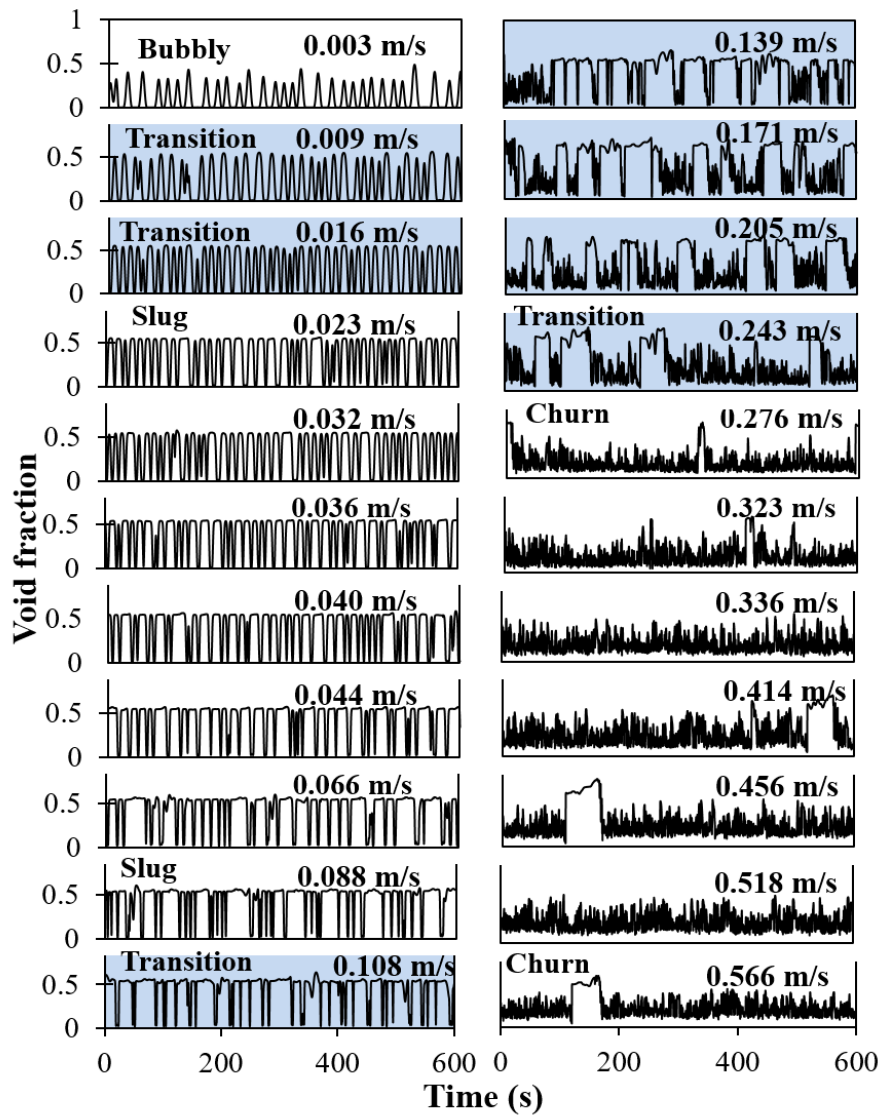 1
Bubbly 0.003 m/s
0.5
0
Transition 0.009 m/s
0.5
0
Transition 0.016 m/s
0.5
0
Slug 0.023 m/s
0.5
0
0.032 m/s
0.5
0
0.036 m/s
0.5
0
0.040 m/s
0.5
0
0.044 m/s
0.5
0
0.066 m/s
0.5
0
Slug 0.088 m/s
0.5
0
Transition 0.108 m/s
0.5
0
0 200 400 600
0.139 m/s
0.171 m/s
0.205 m/s
Transition 0.243 m/s
Churn 0.276 m/s
0.323 m/s
0.336 m/s
0.414 m/s
0.456 m/s
0.518 m/s
Churn 0.566 m/s
0 200 400 600
Void fraction
Time (s)